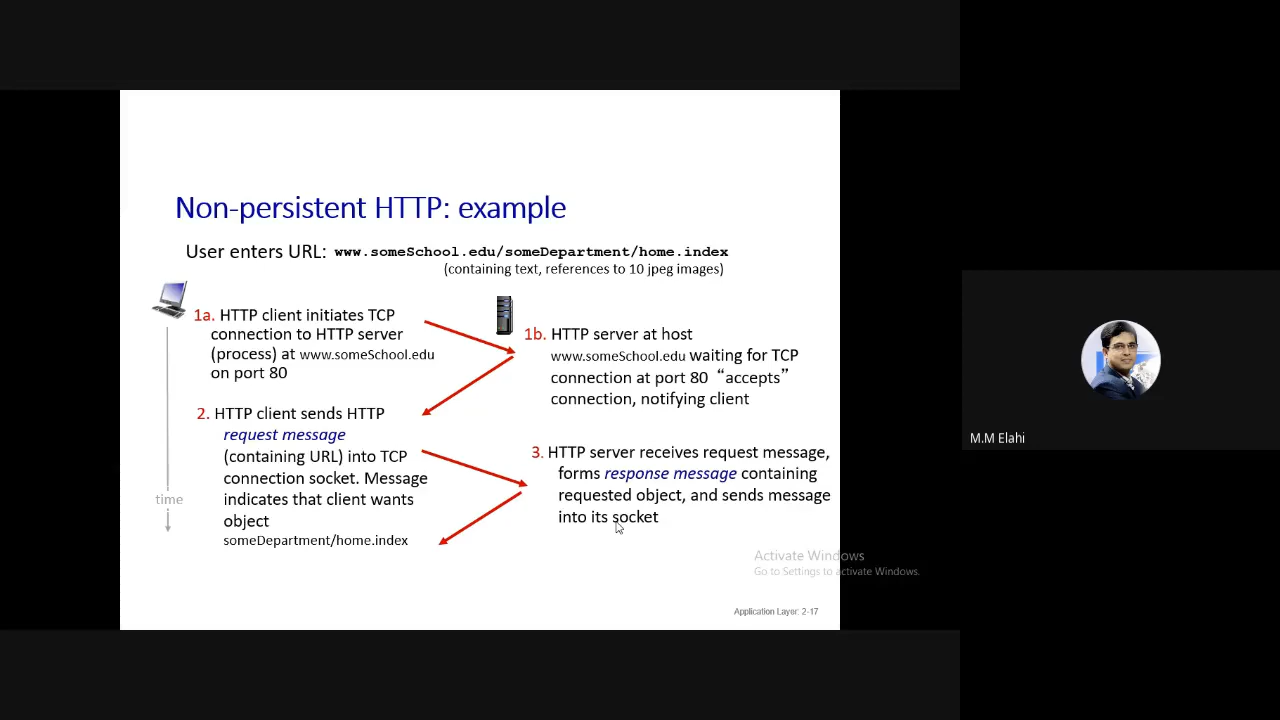 Non-persistent HTTP: example
User enters URL: www.someSchool.edu/someDepartment/home.index
(containing text, references to 10 jpeg images)
1a. HTTP client initiates TCP
connection to HTTP server
(process) at www.someSchool.edu
on port 80
1b. HTTP server at host
www.someSchool.edu waiting for TCP
connection at port 80 “accepts”
connection, notifying client
2. HTTP client sends HTTP
request message
(containing URL) into TCP
connection socket. Message
indicates that client wants
object
someDepartment/home.index
3. HTTP server receives request message,
forms response message containing
requested object, and sends message
into its socket
time
Activate Windows
Go to Settings to activate Windows.
Application Layer: 2-17
M.M Elahi